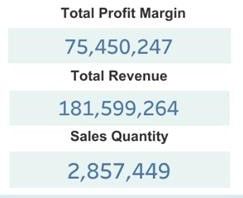 Total Profit Margin
75,450,247
Total Revenue
181,599,264
Sales Quantity
2,857,449